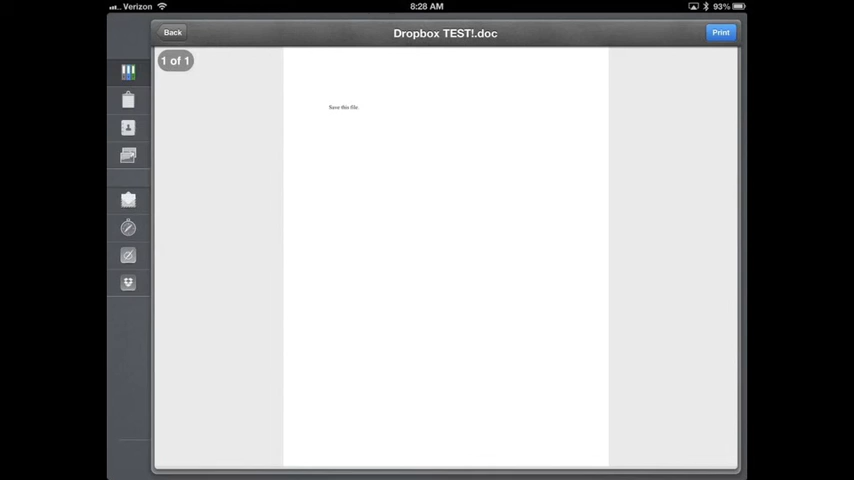 Verizon 8:28 AM 93%
Back Dropbox TEST!.doc Print
1 of 1
Save this file.